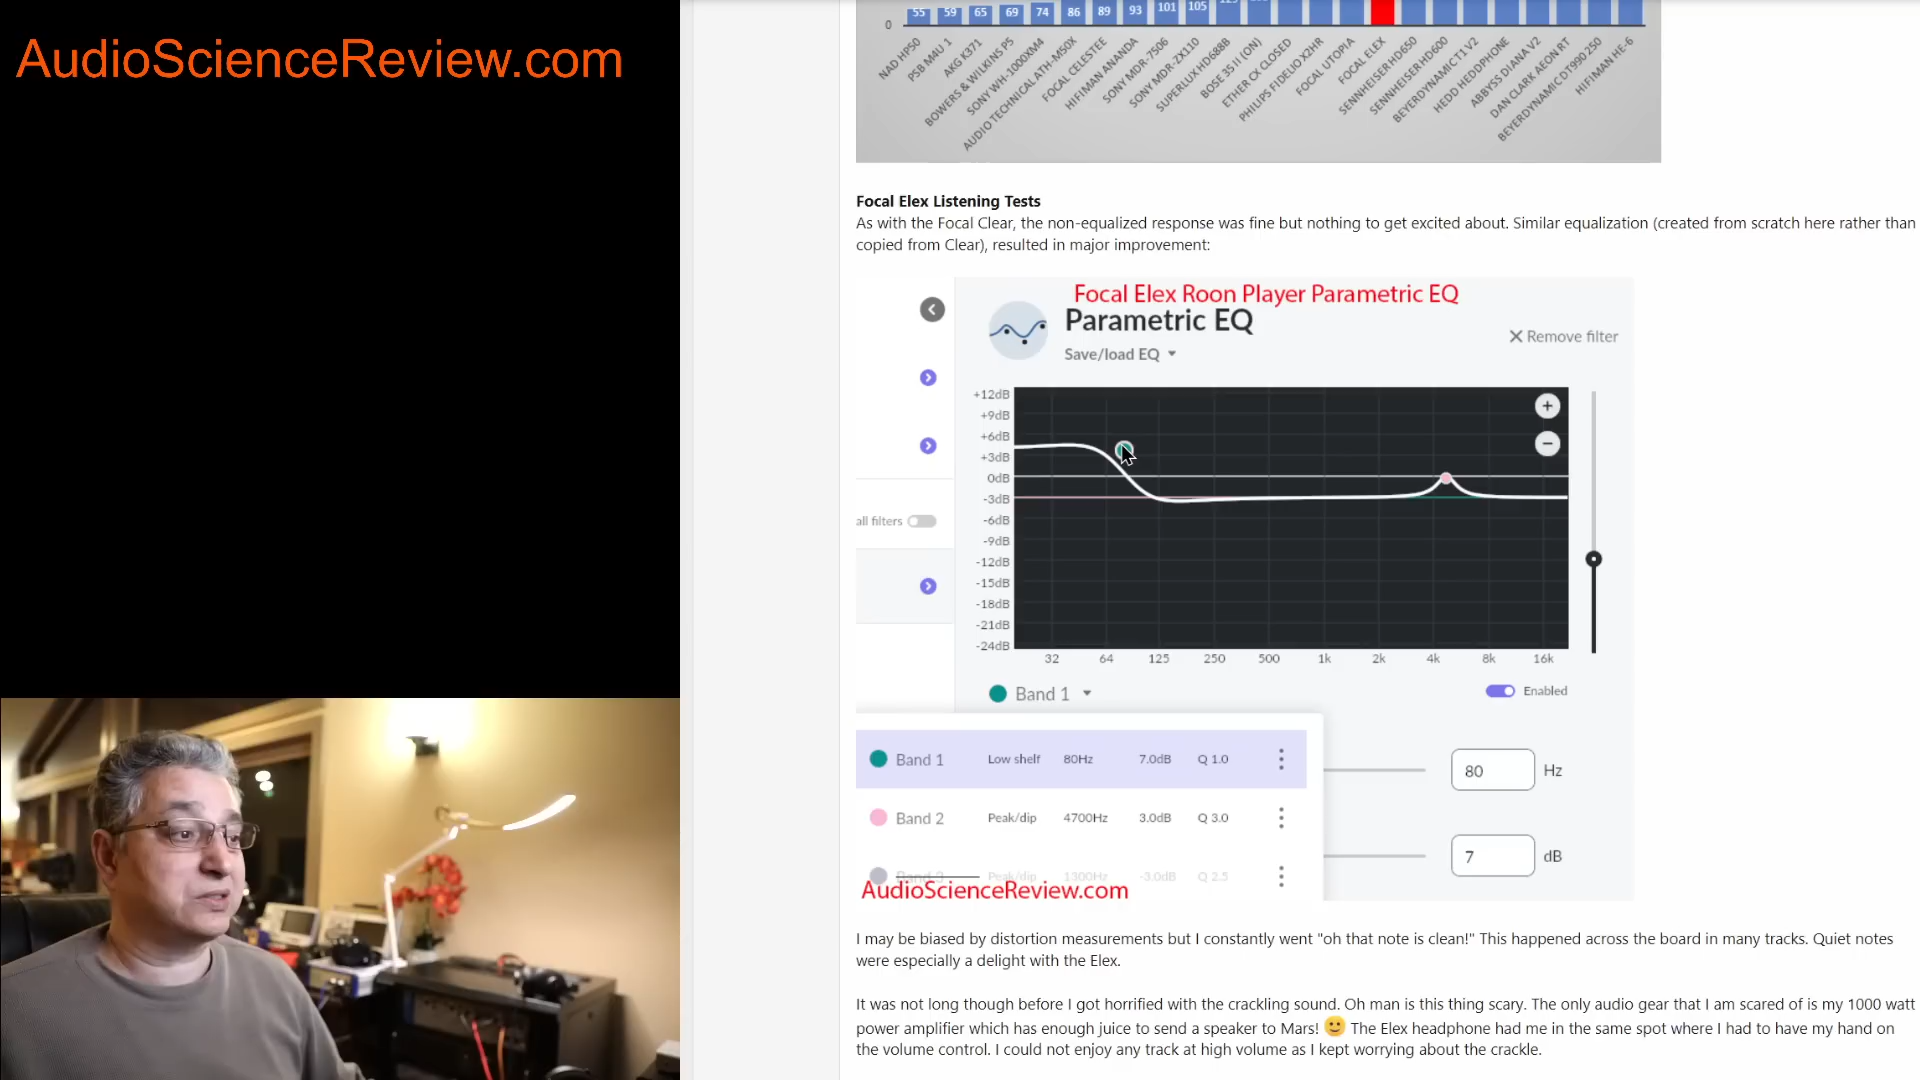 AudioScienceReview.com
0
55 59 65 69 74 86 89 93 101 105
NAD HP50
PSB M4U 1
AKG K371
BOWERS & WILKINS P5
SONY WH-1000XM4
AUDIO TECHNICAL ATH-M50X
FOCAL CELESTEE
HIFIMAN ANANDA
SONY MDR-7506
SONY MDR-ZX110
SUPERLUX HD688B
BOSE 35 II (ON)
ETHER CX CLOSED
PHILIPS FIDELIO X2HR
FOCAL UTOPIA
FOCAL ELEX
SENNHEISER HD650
SENNHEISER HD600
BEYERDYNAMIC T1 V2
HEDD HEDDPHONE
ABBYSS DIANA V2
DAN CLARK AEON RT
BEYERDYNAMIC DT990 250
HIFIMAN HE-6
Focal Elex Listening Tests
As with the Focal Clear, the non-equalized response was fine but nothing to get excited about. Similar equalization (created from scratch here rather than
copied from Clear), resulted in major improvement:
Focal Elex Roon Player Parametric EQ
Parametric EQ
Remove filter
Save/load EQ
+12dB
+9dB
+6dB
+3dB
0dB
-3dB
-6dB
-9dB
-12dB
-15dB
-18dB
-21dB
-24dB
32 64 125 250 500 1k 2k 4k 8k 16k
all filters
Band 1
Enabled
Band 1 Low shelf 80Hz 7.0dB Q 1.0
80 Hz
Band 2 Peak/dip 4700Hz 3.0dB Q 3.0
7 dB
Band 3 Peak/dip 1300Hz -3.0dB Q 2.5
AudioScienceReview.com
I may be biased by distortion measurements but I constantly went "oh that note is clean!" This happened across the board in many tracks. Quiet notes
were especially a delight with the Elex.
It was not long though before I got horrified with the crackling sound. Oh man is this thing scary. The only audio gear that I am scared of is my 1000 watt
power amplifier which has enough juice to send a speaker to Mars! 🙂 The Elex headphone had me in the same spot where I had to have my hand on
the volume control. I could not enjoy any track at high volume as I kept worrying about the crackle.